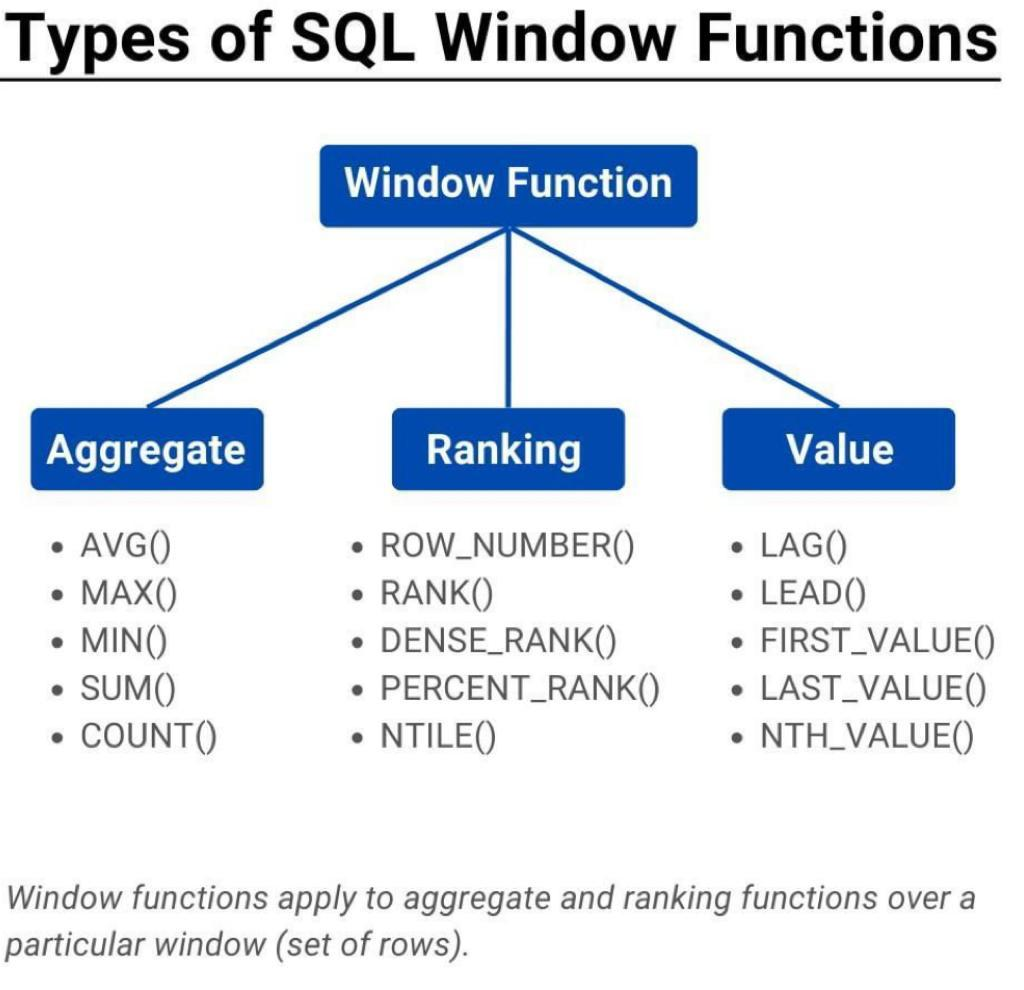 Types of SQL Window Functions
Window Function
Aggregate
• AVG()
• MAX()
• MIN()
• SUM()
• COUNT()
Ranking
• ROW_NUMBER()
• RANK()
• DENSE_RANK()
• PERCENT_RANK()
• NTILE()
Value
• LAG()
• LEAD()
• FIRST_VALUE()
• LAST_VALUE()
• NTH_VALUE()
Window functions apply to aggregate and ranking functions over a
particular window (set of rows).